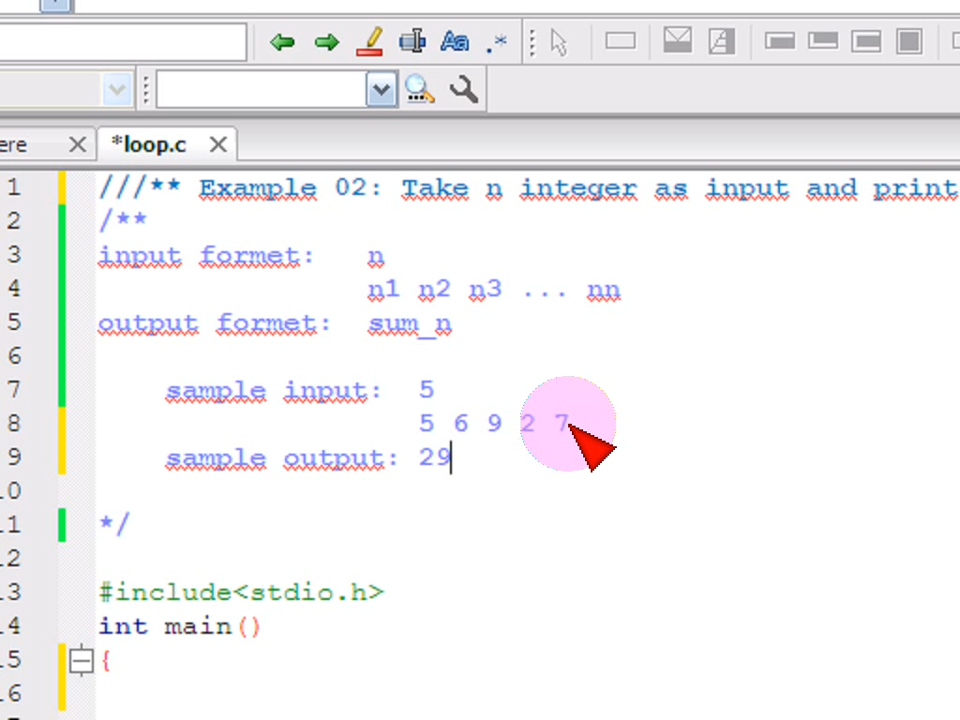 ere
*loop.c
1 ///** Example 02: Take n integer as input and print
2 /**
3 input formet: n
4 n1 n2 n3 ... nn
5 output formet: sum_n
6
7 sample input: 5
8 5 6 9 2 7
9 sample output: 29
10
11 */
12
13 #include<stdio.h>
14 int main()
15 {
16